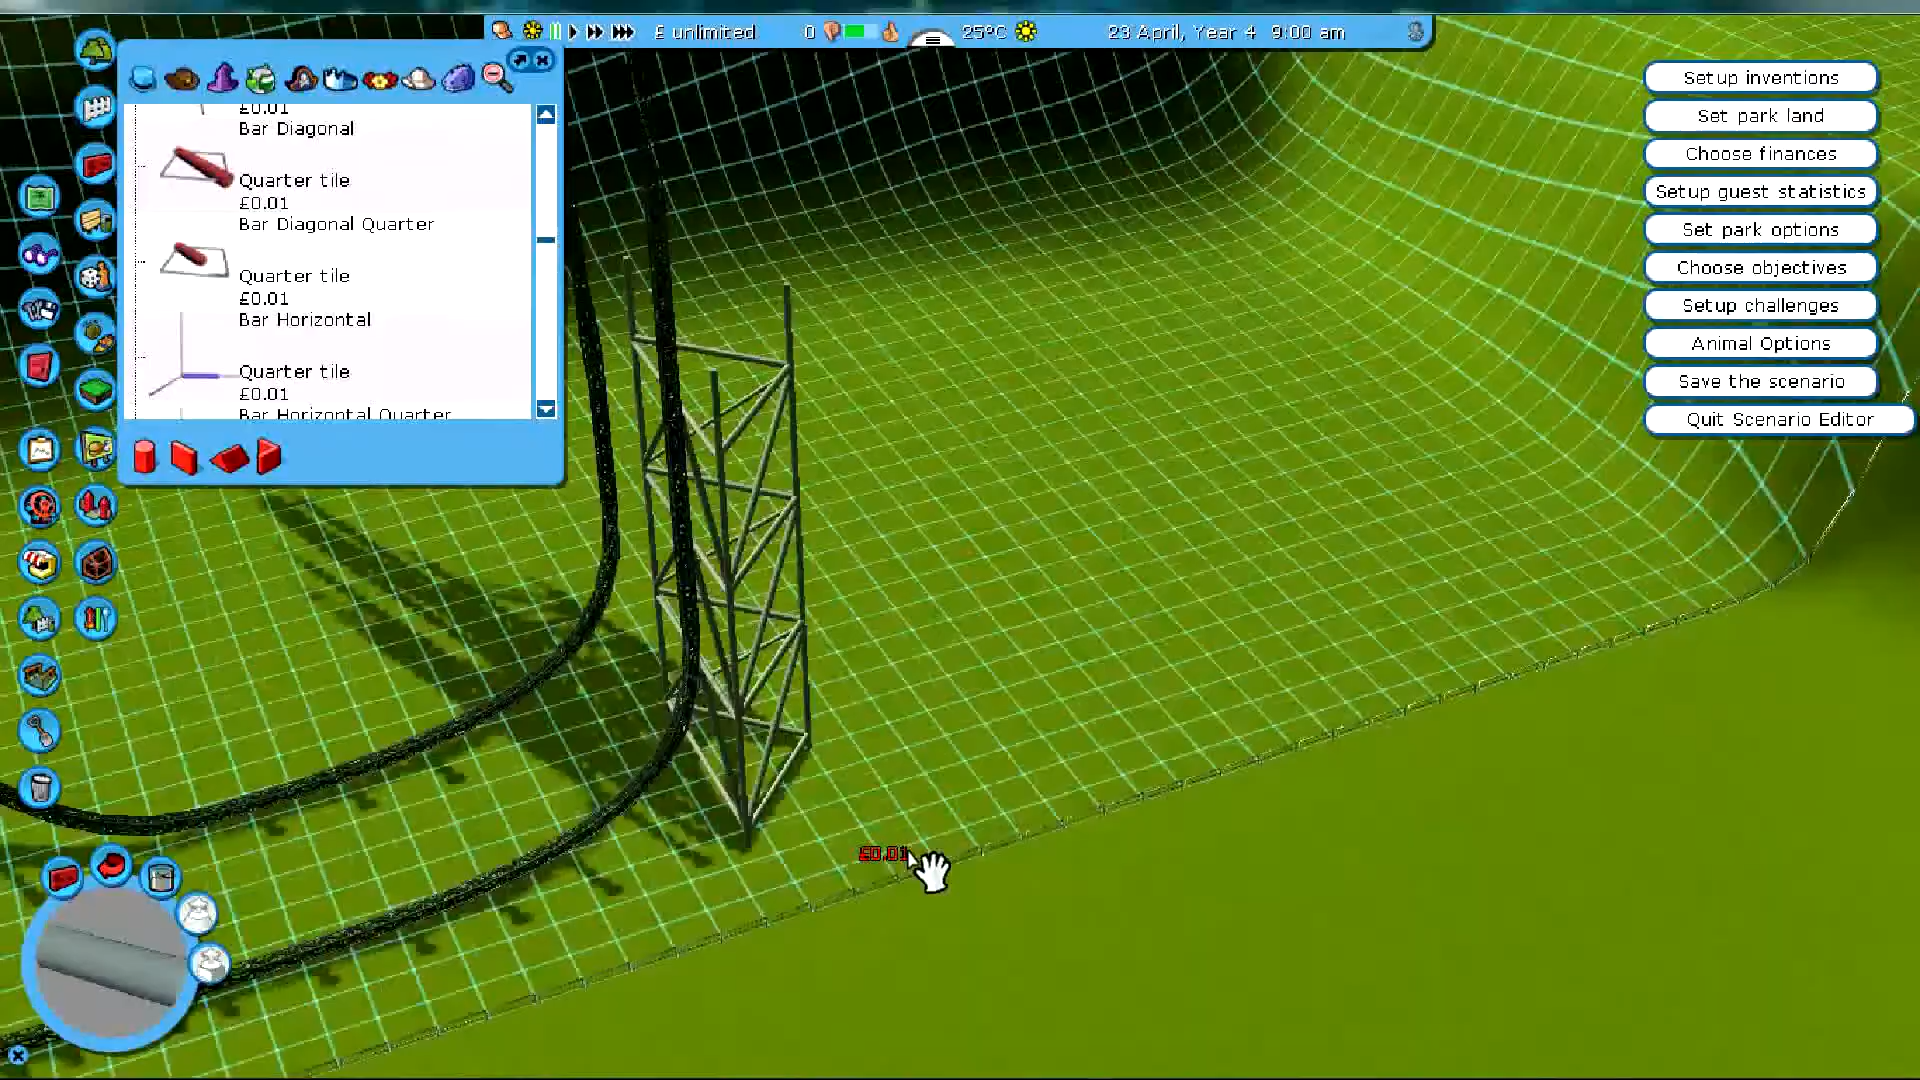 £ unlimited
0
25ºC
23 April, Year 4 9:00 am
£0.01
Bar Diagonal
Quarter tile
£0.01
Bar Diagonal Quarter
Quarter tile
£0.01
Bar Horizontal
Quarter tile
£0.01
Bar Horizontal Quarter
Setup inventions
Set park land
Choose finances
Setup guest statistics
Set park options
Choose objectives
Setup challenges
Animal Options
Save the scenario
Quit Scenario Editor
£0.01